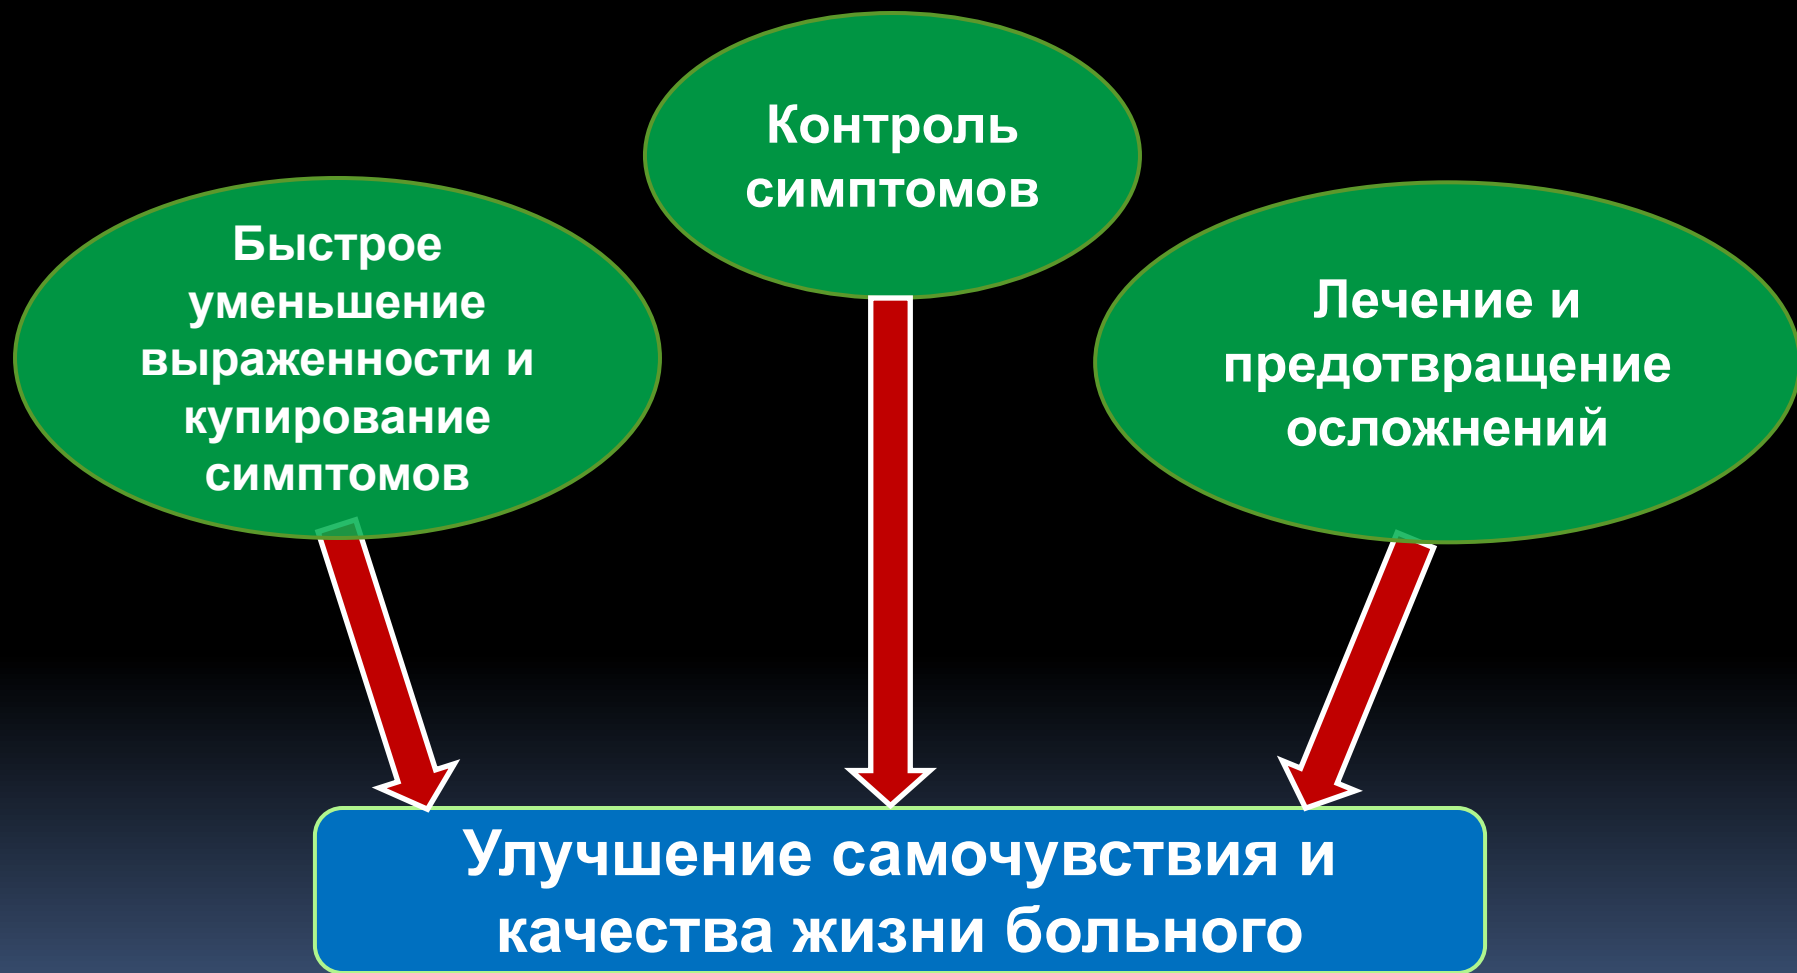 Контроль
симптомов
Быстрое
уменьшение
выраженности и
купирование
симптомов
Лечение и
предотвращение
осложнений
Улучшение самочувствия и
качества жизни больного